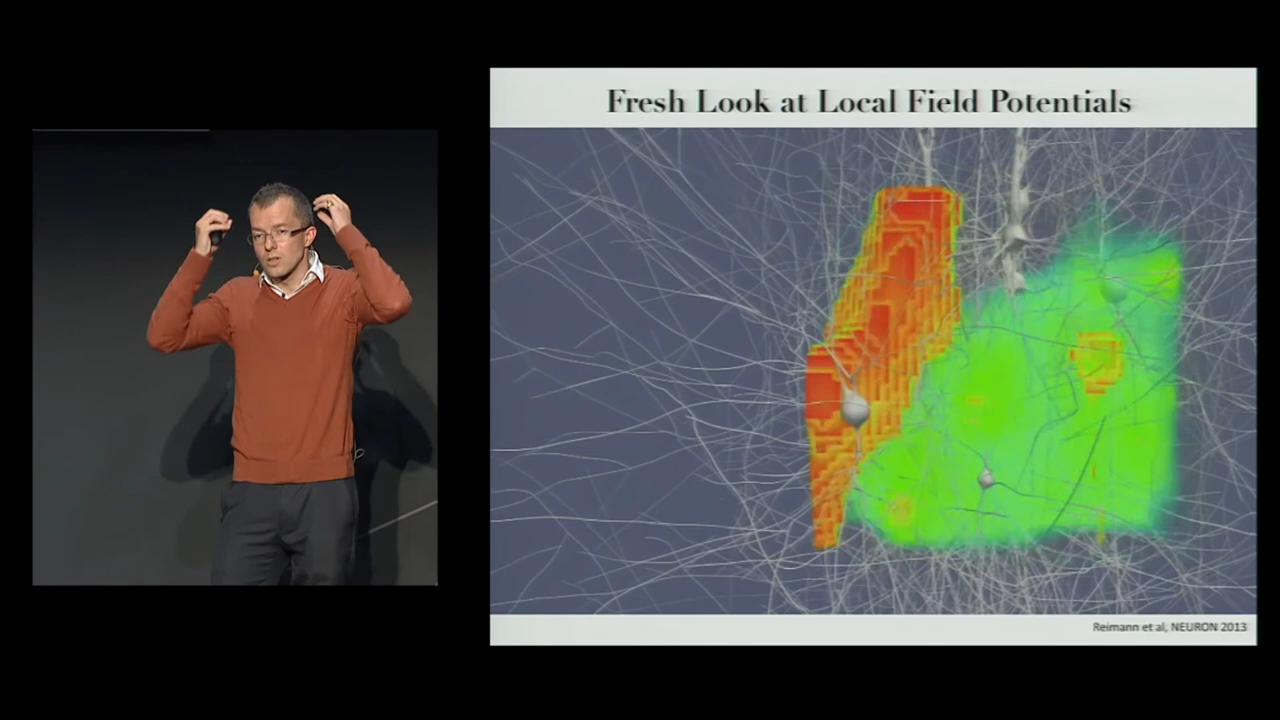 Fresh Look at Local Field Potentials
Reimann et al, NEURON 2013